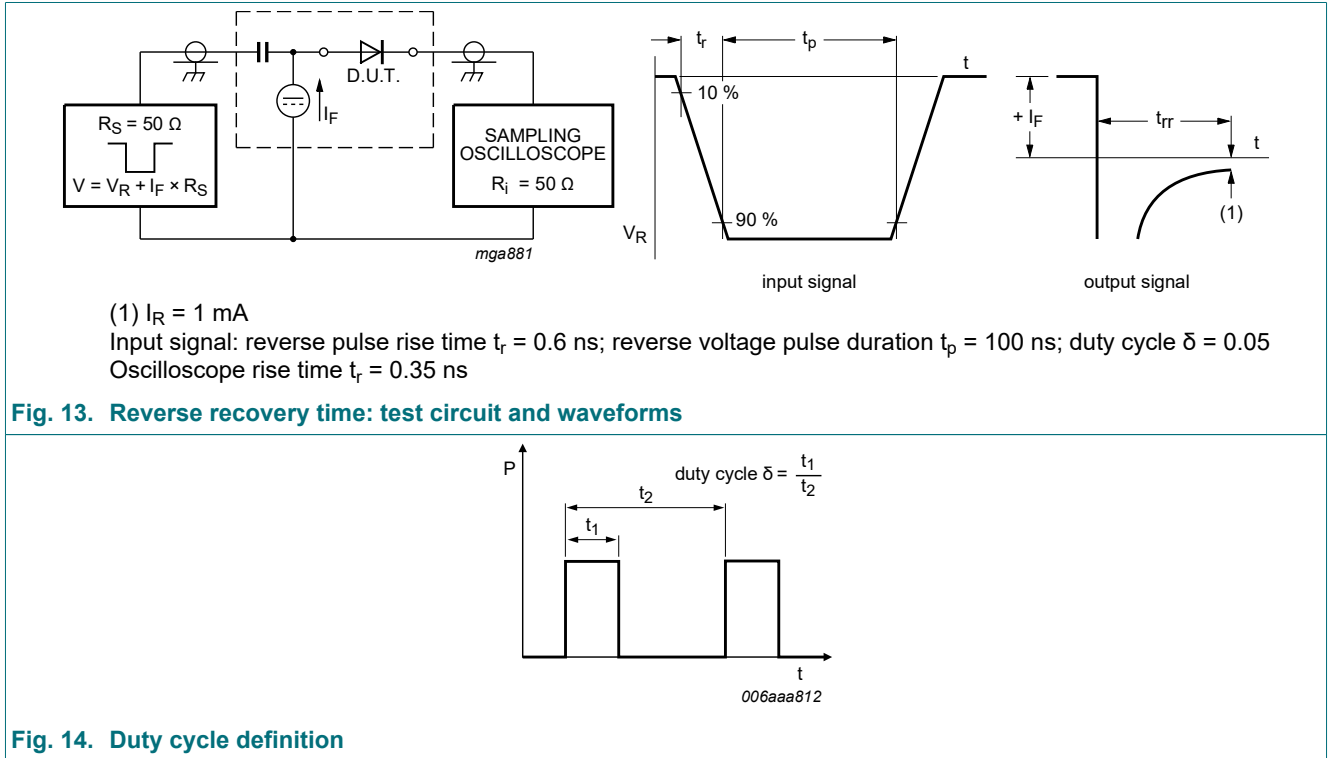 D.U.T.
I_F
R_S = 50 Ω
V = V_R + I_F × R_S
SAMPLING
OSCILLOSCOPE
R_i = 50 Ω
mga881
t_r
t_p
t
10 %
90 %
V_R
input signal
+ I_F
t_rr
t
(1)
output signal
(1) I_R = 1 mA
Input signal: reverse pulse rise time t_r = 0.6 ns; reverse voltage pulse duration t_p = 100 ns; duty cycle δ = 0.05
Oscilloscope rise time t_r = 0.35 ns
Fig. 13. Reverse recovery time: test circuit and waveforms
P
duty cycle δ = t_1/t_2
t_2
t_1
t
006aaa812
Fig. 14. Duty cycle definition